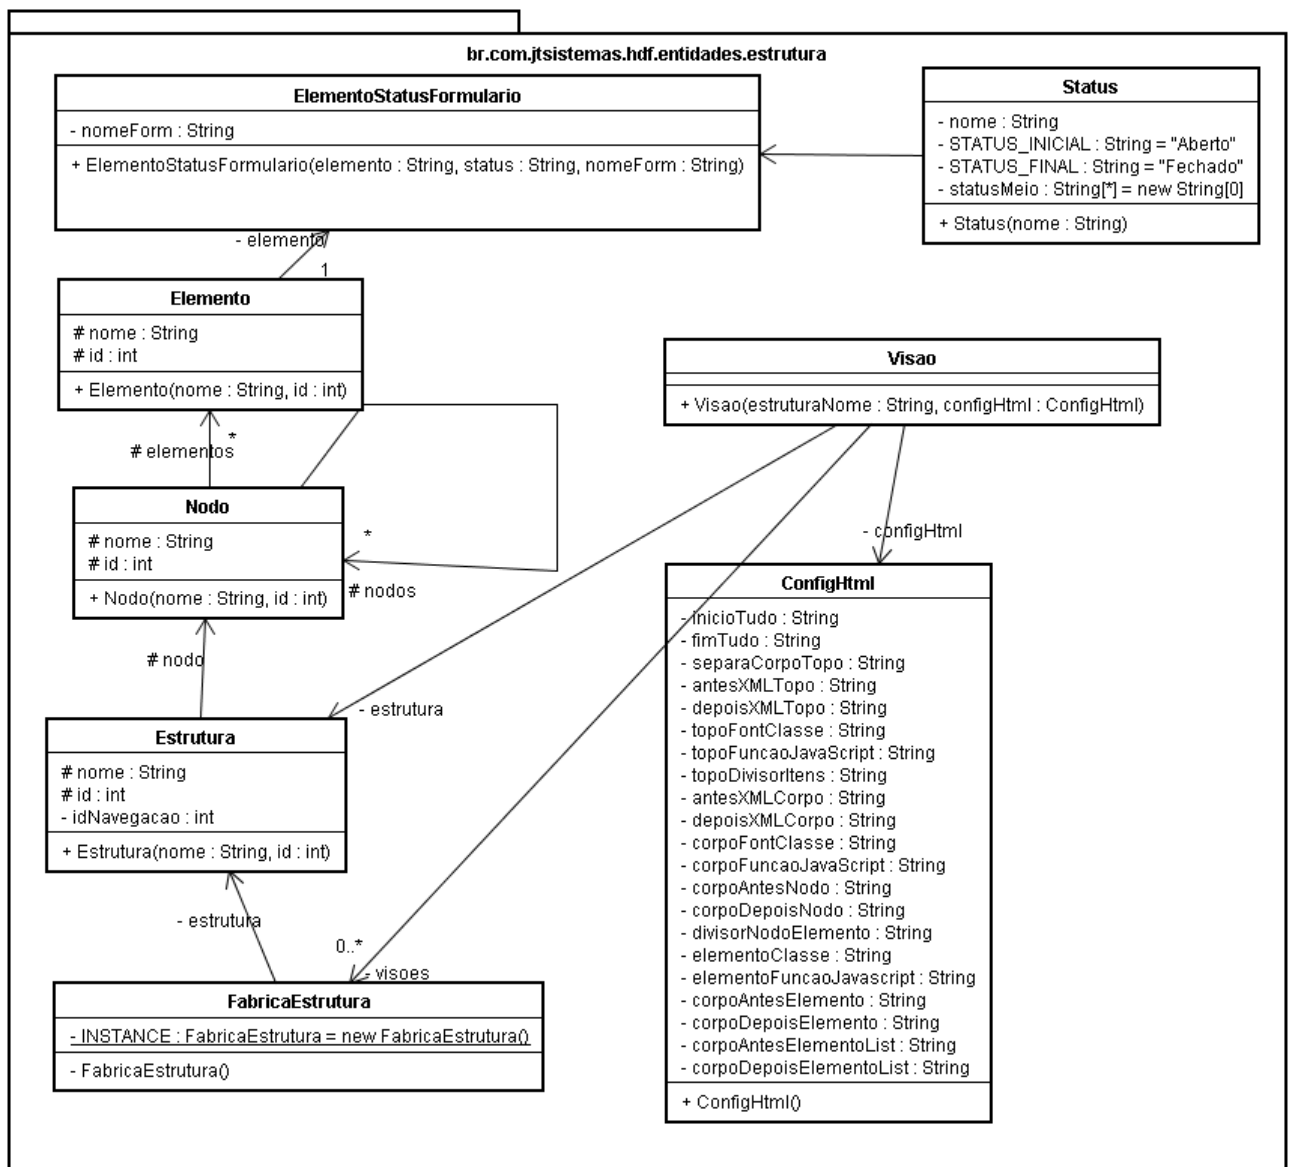 br.com.jtsistemas.hdf.entidades.estrutura
ElementoStatusFormulario
- nomeForm : String
+ ElementoStatusFormulario(elemento : String, status : String, nomeForm : String)
Status
- nome : String
- STATUS_INICIAL : String = "Aberto"
- STATUS_FINAL : String = "Fechado"
- statusMeio : String[*] = new String[0]
+ Status(nome : String)
- elemento
1
Elemento
# nome : String
# id : int
+ Elemento(nome : String, id : int)
*
# elementos
Visao
+ Visao(estruturaNome : String, configHtml : ConfigHtml)
Nodo
# nome : String
# id : int
+ Nodo(nome : String, id : int)
*
# nodos
- configHtml
# nodo
- estrutura
ConfigHtml
- inicioTudo : String
- fimTudo : String
- separaCorpoTopo : String
- antesXMLTopo : String
- depoisXMLTopo : String
- topoFontClasse : String
- topoFuncaoJavaScript : String
- topoDivisorItens : String
- antesXMLCorpo : String
- depoisXMLCorpo : String
- corpoFontClasse : String
- corpoFuncaoJavaScript : String
- corpoAntesNodo : String
- corpoDepoisNodo : String
- divisorNodoElemento : String
- elementoClasse : String
- elementoFuncaoJavascript : String
- corpoAntesElemento : String
- corpoDepoisElemento : String
- corpoAntesElementoList : String
- corpoDepoisElementoList : String
+ ConfigHtml()
Estrutura
# nome : String
# id : int
- idNavegacao : int
+ Estrutura(nome : String, id : int)
- estrutura
0..*
- visoes
FabricaEstrutura
- INSTANCE : FabricaEstrutura = new FabricaEstrutura()
- FabricaEstrutura()